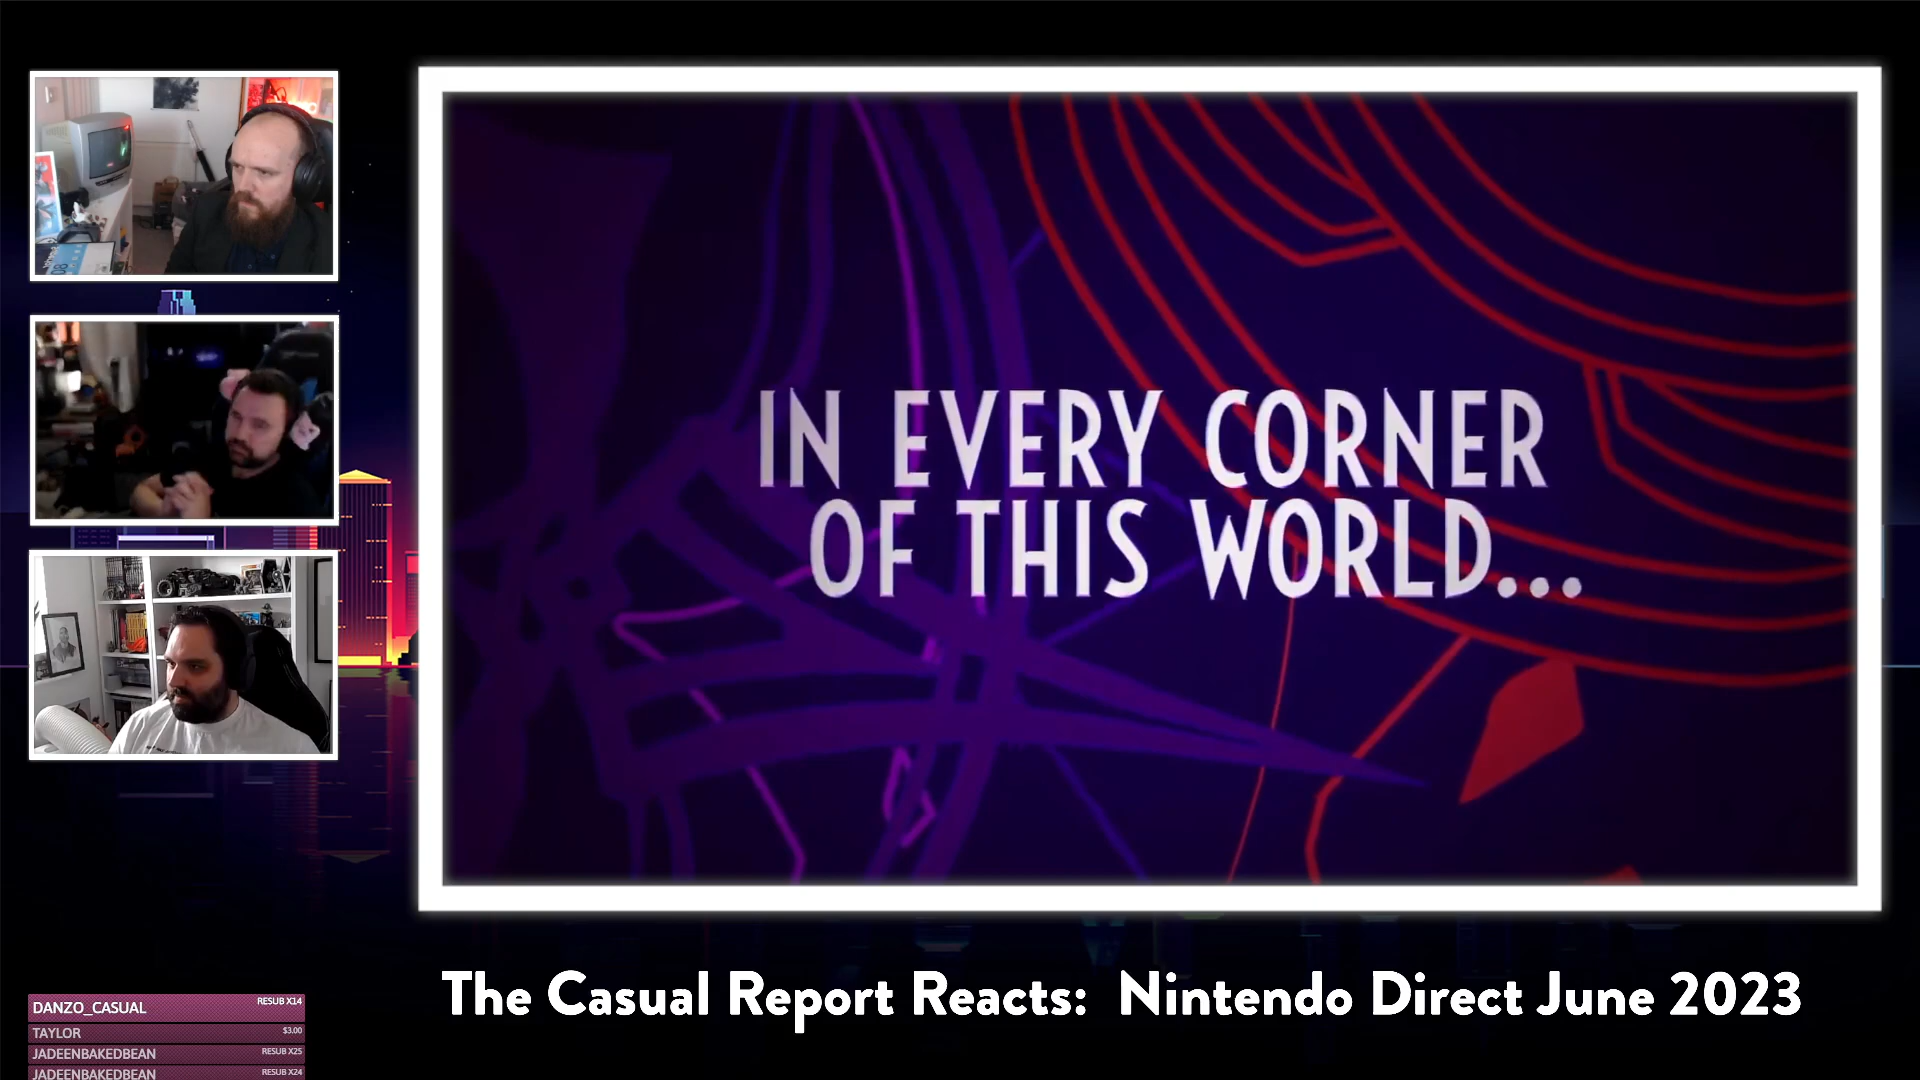 IN EVERY CORNER
OF THIS WORLD...
The Casual Report Reacts: Nintendo Direct June 2023
DANZO_CASUAL RESUB X14
TAYLOR $3.00
JADEENBAKEDBEAN RESUB X25
JADEENBAKEDBEAN RESUB X24